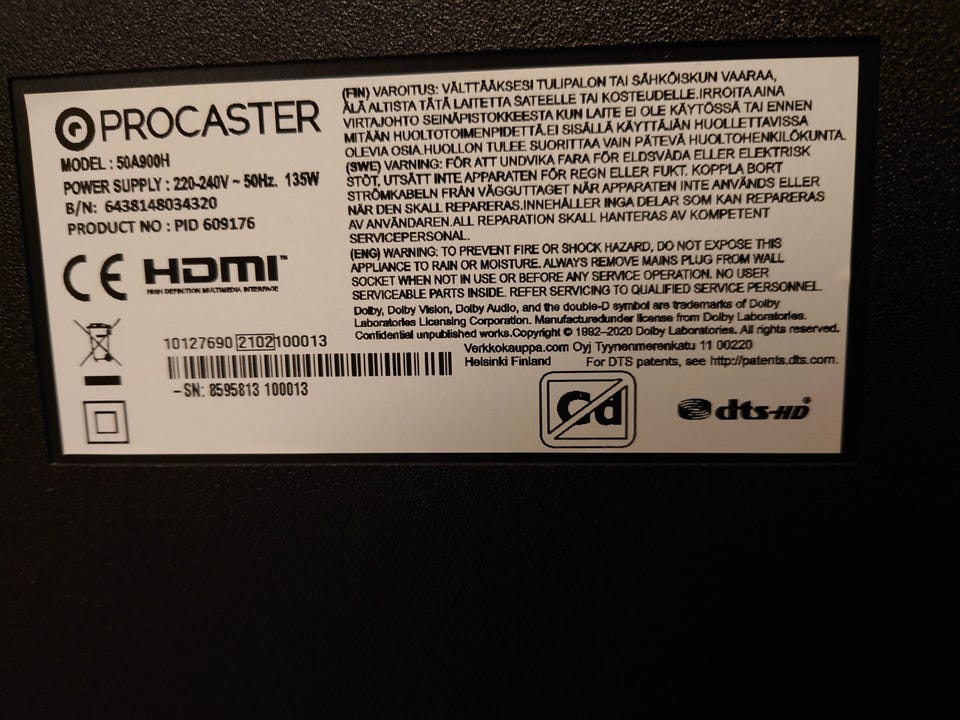 PROCASTER
MODEL : 50A900H
POWER SUPPLY : 220-240V ~ 50Hz. 135W
B/N: 6438148034320
PRODUCT NO : PID 609176
CE HDMI™
HIGH DEFINITION MULTIMEDIA INTERFACE
10127690 2102 100013
-SN: 8595813 100013
(FIN) VAROITUS: VÄLTTÄÄKSESI TULIPALON TAI SÄHKÖISKUN VAARAA,
ÄLÄ ALTISTA TÄTÄ LAITETTA SATEELLE TAI KOSTEUDELLE.IRROITA AINA
VIRTAJOHTO SEINÄPISTOKKEESTA KUN LAITE EI OLE KÄYTÖSSÄ TAI ENNEN
MITÄÄN HUOLTOTOIMENPIDETTÄ.EI SISÄLLÄ KÄYTTÄJÄN HUOLLETTAVISSA
OLEVIA OSIA.HUOLLON TULEE SUORITTAA VAIN PÄTEVÄ HUOLTOHENKILÖKUNTA.
(SWE) VARNING: FÖR ATT UNDVIKA FARA FÖR ELDSVÅDA ELLER ELEKTRISK
STÖT, UTSÄTT INTE APPARATEN FÖR REGN ELLER FUKT. KOPPLA BORT
STRÖMKABELN FRÅN VÄGGUTTAGET NÄR APPARATEN INTE ANVÄNDS ELLER
NÄR DEN SKALL REPARERAS.INNEHÅLLER INGA DELAR SOM KAN REPARERAS
AV ANVÄNDAREN.ALL REPARATION SKALL HANTERAS AV KOMPETENT
SERVICEPERSONAL.
(ENG) WARNING: TO PREVENT FIRE OR SHOCK HAZARD, DO NOT EXPOSE THIS
APPLIANCE TO RAIN OR MOISTURE. ALWAYS REMOVE MAINS PLUG FROM WALL
SOCKET WHEN NOT IN USE OR BEFORE ANY SERVICE OPERATION. NO USER
SERVICEABLE PARTS INSIDE. REFER SERVICING TO QUALIFIED SERVICE PERSONNEL.
Dolby, Dolby Vision, Dolby Audio, and the double-D symbol are trademarks of Dolby
Laboratories Licensing Corporation. Manufacturedunder license from Dolby Laboratories.
Confidential unpublished works.Copyright © 1992-2020 Dolby Laboratories. All rights reserved.
Verkkokauppa.com Oyj Tyynenmerenkatu 11 00220
Helsinki Finland
For DTS patents, see http://patents.dts.com.
Cd
dts-HD®